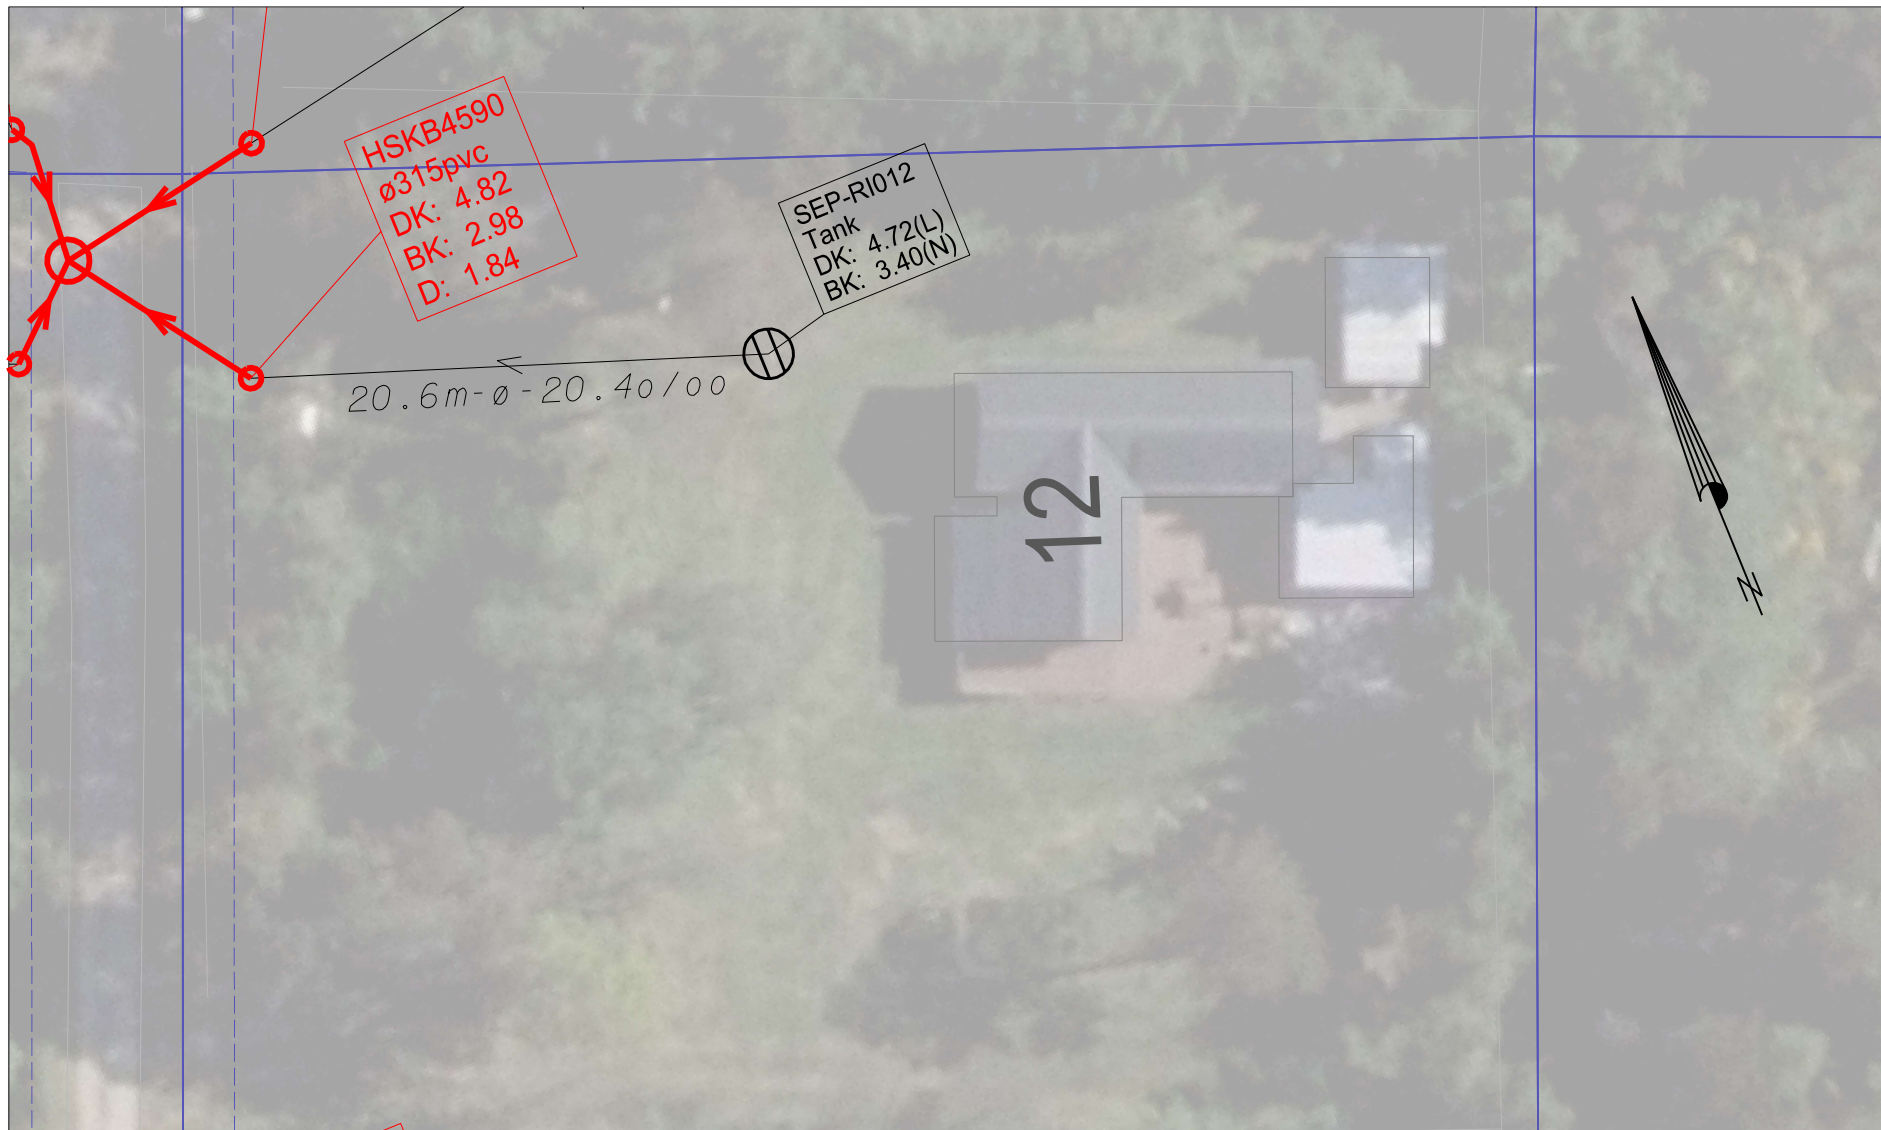 HSKB4590
ø315pvc
DK: 4.82
BK: 2.98
D: 1.84
SEP-RI012
Tank
DK: 4.72(L)
BK: 3.40(N)
20.6m-ø-20.4o/oo
12
N